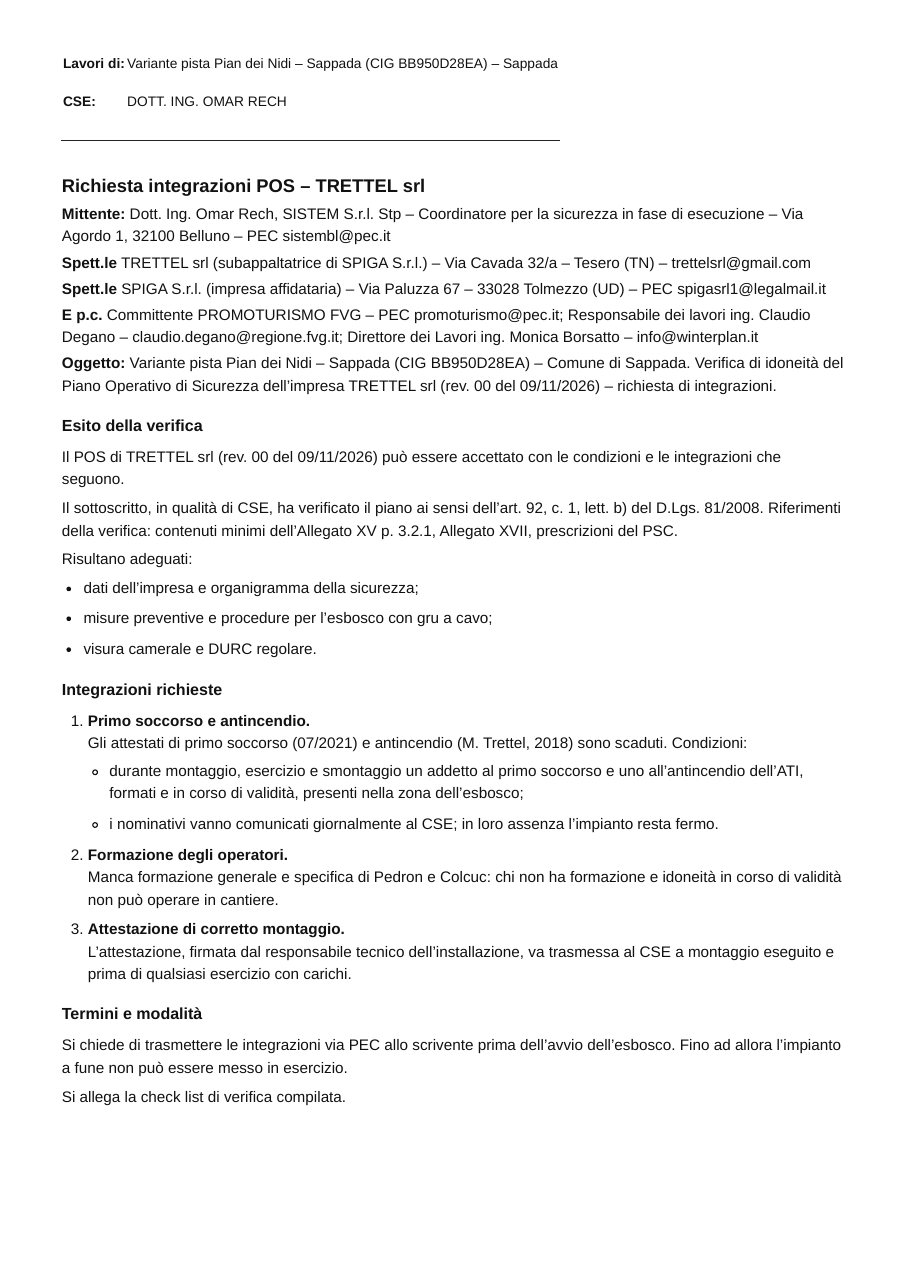 Lavori di: Variante pista Pian dei Nidi – Sappada (CIG BB950D28EA) – Sappada
CSE: DOTT. ING. OMAR RECH
Richiesta integrazioni POS – TRETTEL srl
Mittente: Dott. Ing. Omar Rech, SISTEM S.r.l. Stp – Coordinatore per la sicurezza in fase di esecuzione – Via
Agordo 1, 32100 Belluno – PEC sistembl@pec.it
Spett.le TRETTEL srl (subappaltatrice di SPIGA S.r.l.) – Via Cavada 32/a – Tesero (TN) – trettelsrl@gmail.com
Spett.le SPIGA S.r.l. (impresa affidataria) – Via Paluzza 67 – 33028 Tolmezzo (UD) – PEC spigasrl1@legalmail.it
E p.c. Committente PROMOTURISMO FVG – PEC promoturismo@pec.it; Responsabile dei lavori ing. Claudio
Degano – claudio.degano@regione.fvg.it; Direttore dei Lavori ing. Monica Borsatto – info@winterplan.it
Oggetto: Variante pista Pian dei Nidi – Sappada (CIG BB950D28EA) – Comune di Sappada. Verifica di idoneità del
Piano Operativo di Sicurezza dell’impresa TRETTEL srl (rev. 00 del 09/11/2026) – richiesta di integrazioni.
Esito della verifica
Il POS di TRETTEL srl (rev. 00 del 09/11/2026) può essere accettato con le condizioni e le integrazioni che
seguono.
Il sottoscritto, in qualità di CSE, ha verificato il piano ai sensi dell’art. 92, c. 1, lett. b) del D.Lgs. 81/2008. Riferimenti
della verifica: contenuti minimi dell’Allegato XV p. 3.2.1, Allegato XVII, prescrizioni del PSC.
Risultano adeguati:
• dati dell’impresa e organigramma della sicurezza;
• misure preventive e procedure per l’esbosco con gru a cavo;
• visura camerale e DURC regolare.
Integrazioni richieste
1. Primo soccorso e antincendio.
Gli attestati di primo soccorso (07/2021) e antincendio (M. Trettel, 2018) sono scaduti. Condizioni:
◦ durante montaggio, esercizio e smontaggio un addetto al primo soccorso e uno all’antincendio dell’ATI,
formati e in corso di validità, presenti nella zona dell’esbosco;
◦ i nominativi vanno comunicati giornalmente al CSE; in loro assenza l’impianto resta fermo.
2. Formazione degli operatori.
Manca formazione generale e specifica di Pedron e Colcuc: chi non ha formazione e idoneità in corso di validità
non può operare in cantiere.
3. Attestazione di corretto montaggio.
L’attestazione, firmata dal responsabile tecnico dell’installazione, va trasmessa al CSE a montaggio eseguito e
prima di qualsiasi esercizio con carichi.
Termini e modalità
Si chiede di trasmettere le integrazioni via PEC allo scrivente prima dell’avvio dell’esbosco. Fino ad allora l’impianto
a fune non può essere messo in esercizio.
Si allega la check list di verifica compilata.